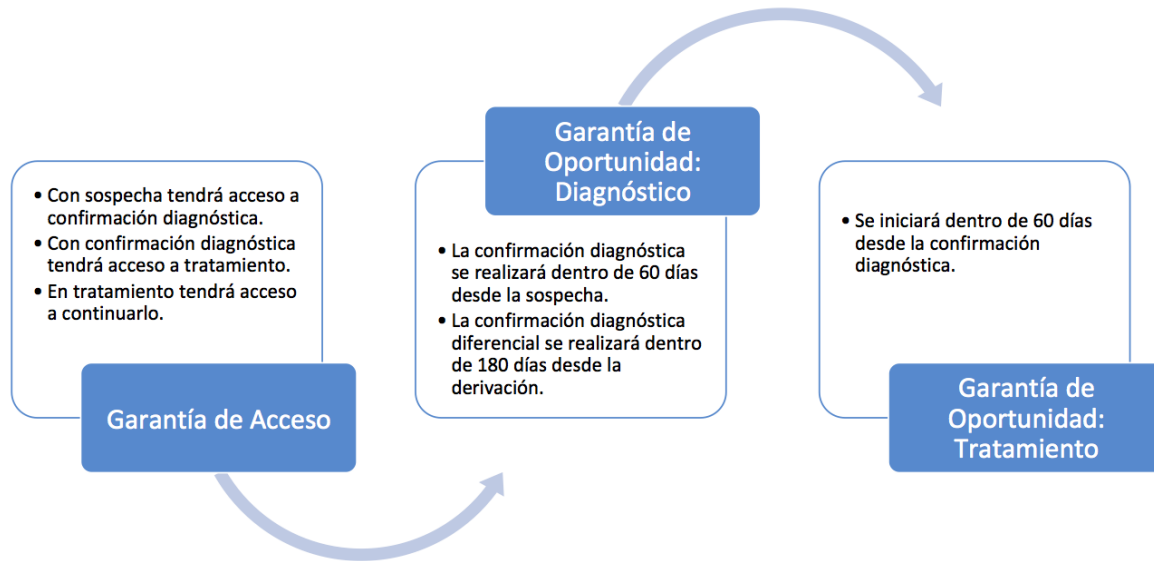 • Con sospecha tendrá acceso a
confirmación diagnóstica.
• Con confirmación diagnóstica
tendrá acceso a tratamiento.
• En tratamiento tendrá acceso
a continuarlo.
Garantía de Acceso
Garantía de
Oportunidad:
Diagnóstico
• La confirmación diagnóstica
se realizará dentro de 60 días
desde la sospecha.
• La confirmación diagnóstica
diferencial se realizará dentro
de 180 días desde la
derivación.
• Se iniciará dentro de 60 días
desde la confirmación
diagnóstica.
Garantía de
Oportunidad:
Tratamiento